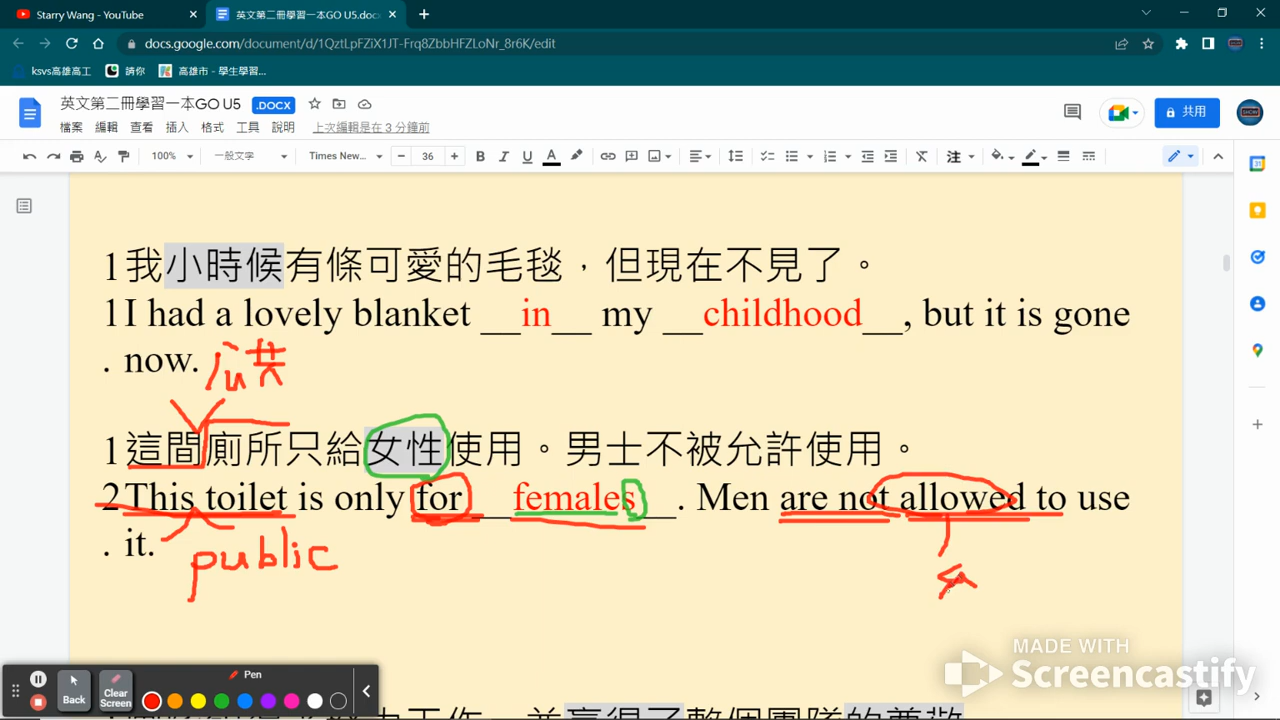 Starry Wang - YouTube
英文第二冊學習一本GO U5.docx
docs.google.com/document/d/1QztLpFZiX1JT-Frq8ZbbHFZLoNr_8r6K/edit
ksvs高雄高工
請你
高雄市 - 學生學習...
英文第二冊學習一本GO U5 .DOCX
檔案 編輯 查看 插入 格式 工具 說明 上次編輯是在 3 分鐘前
共用
100% 一般文字 Times New... 36 B I U A 注
1我小時候有條可愛的毛毯，但現在不見了。
1I had a lovely blanket __in__ my __childhood__, but it is gone
. now.
公共
1這間廁所只給女性使用。男士不被允許使用。
2This toilet is only for __females__. Men are not allowed to use
. it.
public
MADE WITH
Screencastify
Pen
Back
Clear Screen